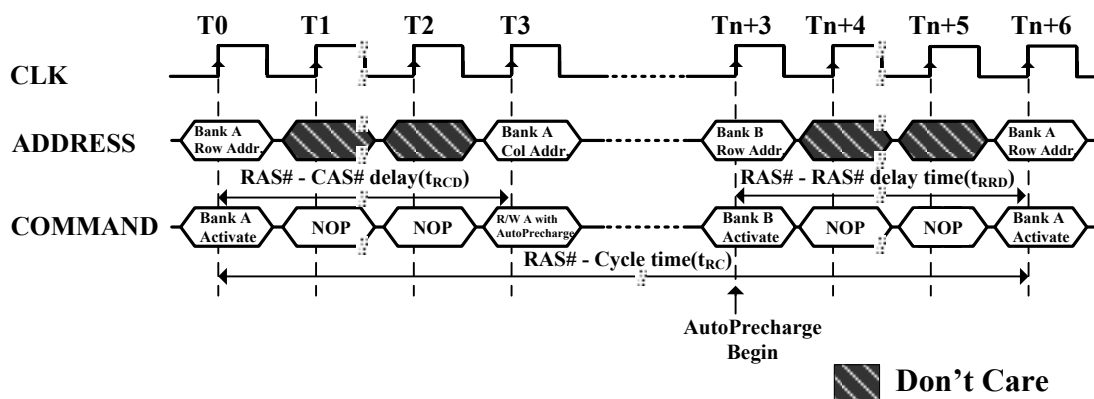 T0 T1 T2 T3 Tn+3 Tn+4 Tn+5 Tn+6
CLK
ADDRESS
Bank A
Row Addr.
Bank A
Col Addr.
Bank B
Row Addr.
Bank A
Row Addr.
RAS# - CAS# delay(tRCD)
RAS# - RAS# delay time(tRRD)
COMMAND
Bank A
Activate
NOP
NOP
R/W A with
AutoPrecharge
Bank B
Activate
NOP
NOP
Bank A
Activate
RAS# - Cycle time(tRC)
AutoPrecharge
Begin
Don't Care